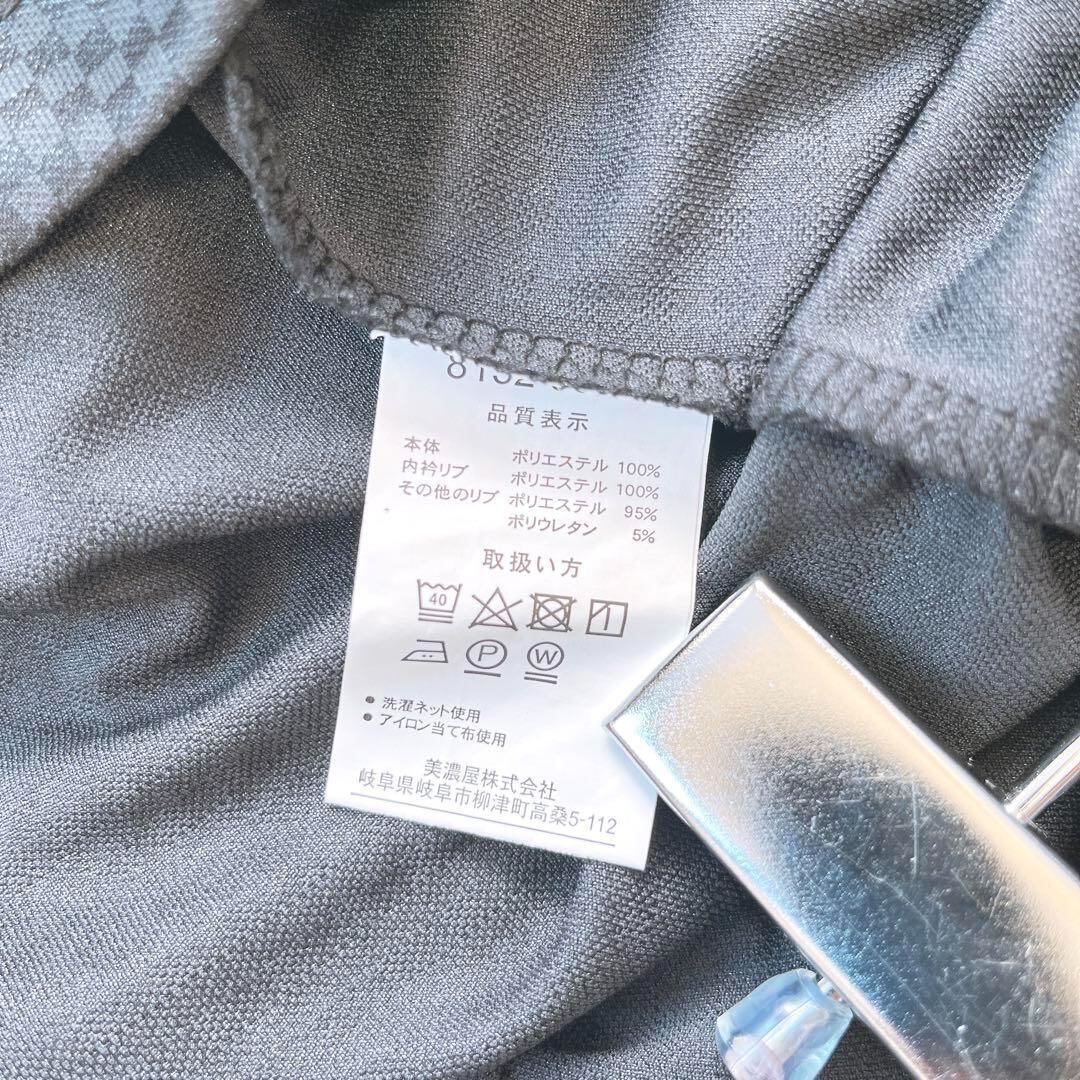 品質表示
本体 ポリエステル 100%
内衿リブ ポリエステル 100%
その他のリブ ポリエステル 95%
ポリウレタン 5%
取扱い方
40
P W
● 洗濯ネット使用
● アイロン当て布使用
美濃屋株式会社
岐阜県岐阜市柳津町高桑5-112